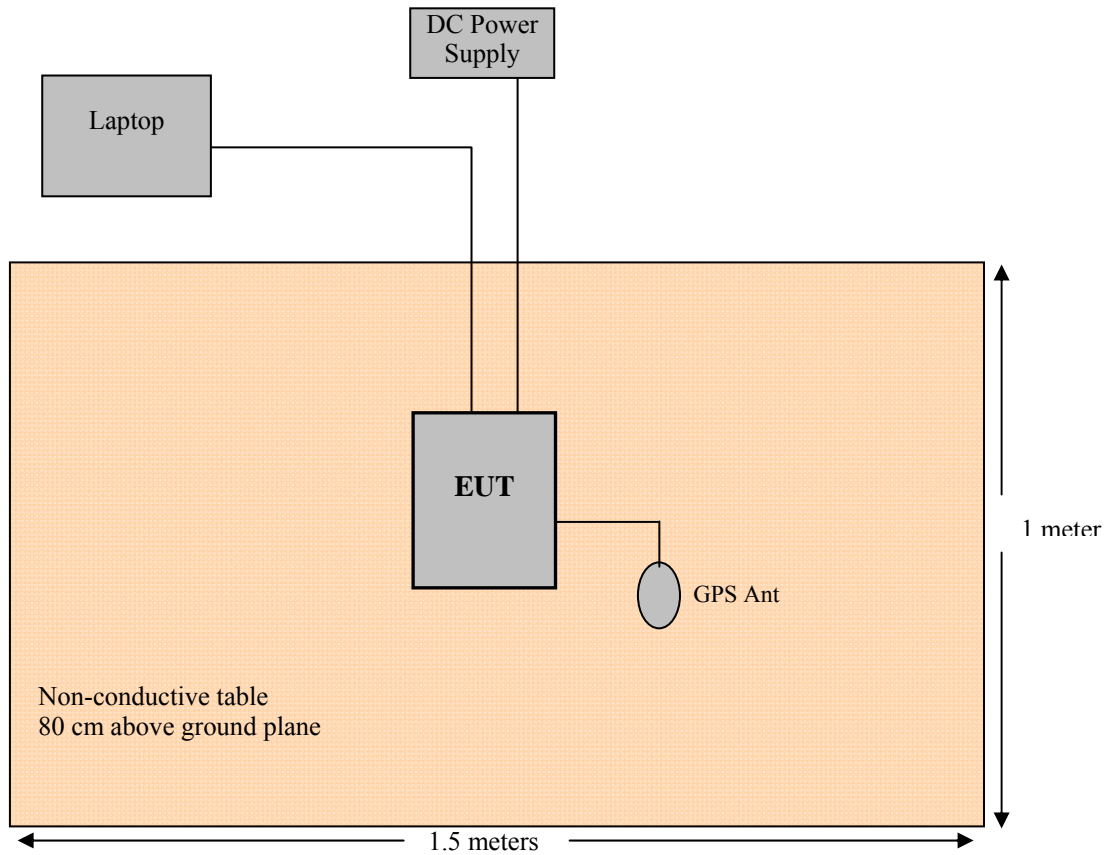 DC Power
Supply
Laptop
EUT
1 meter
GPS Ant
Non-conductive table
80 cm above ground plane
1.5 meters